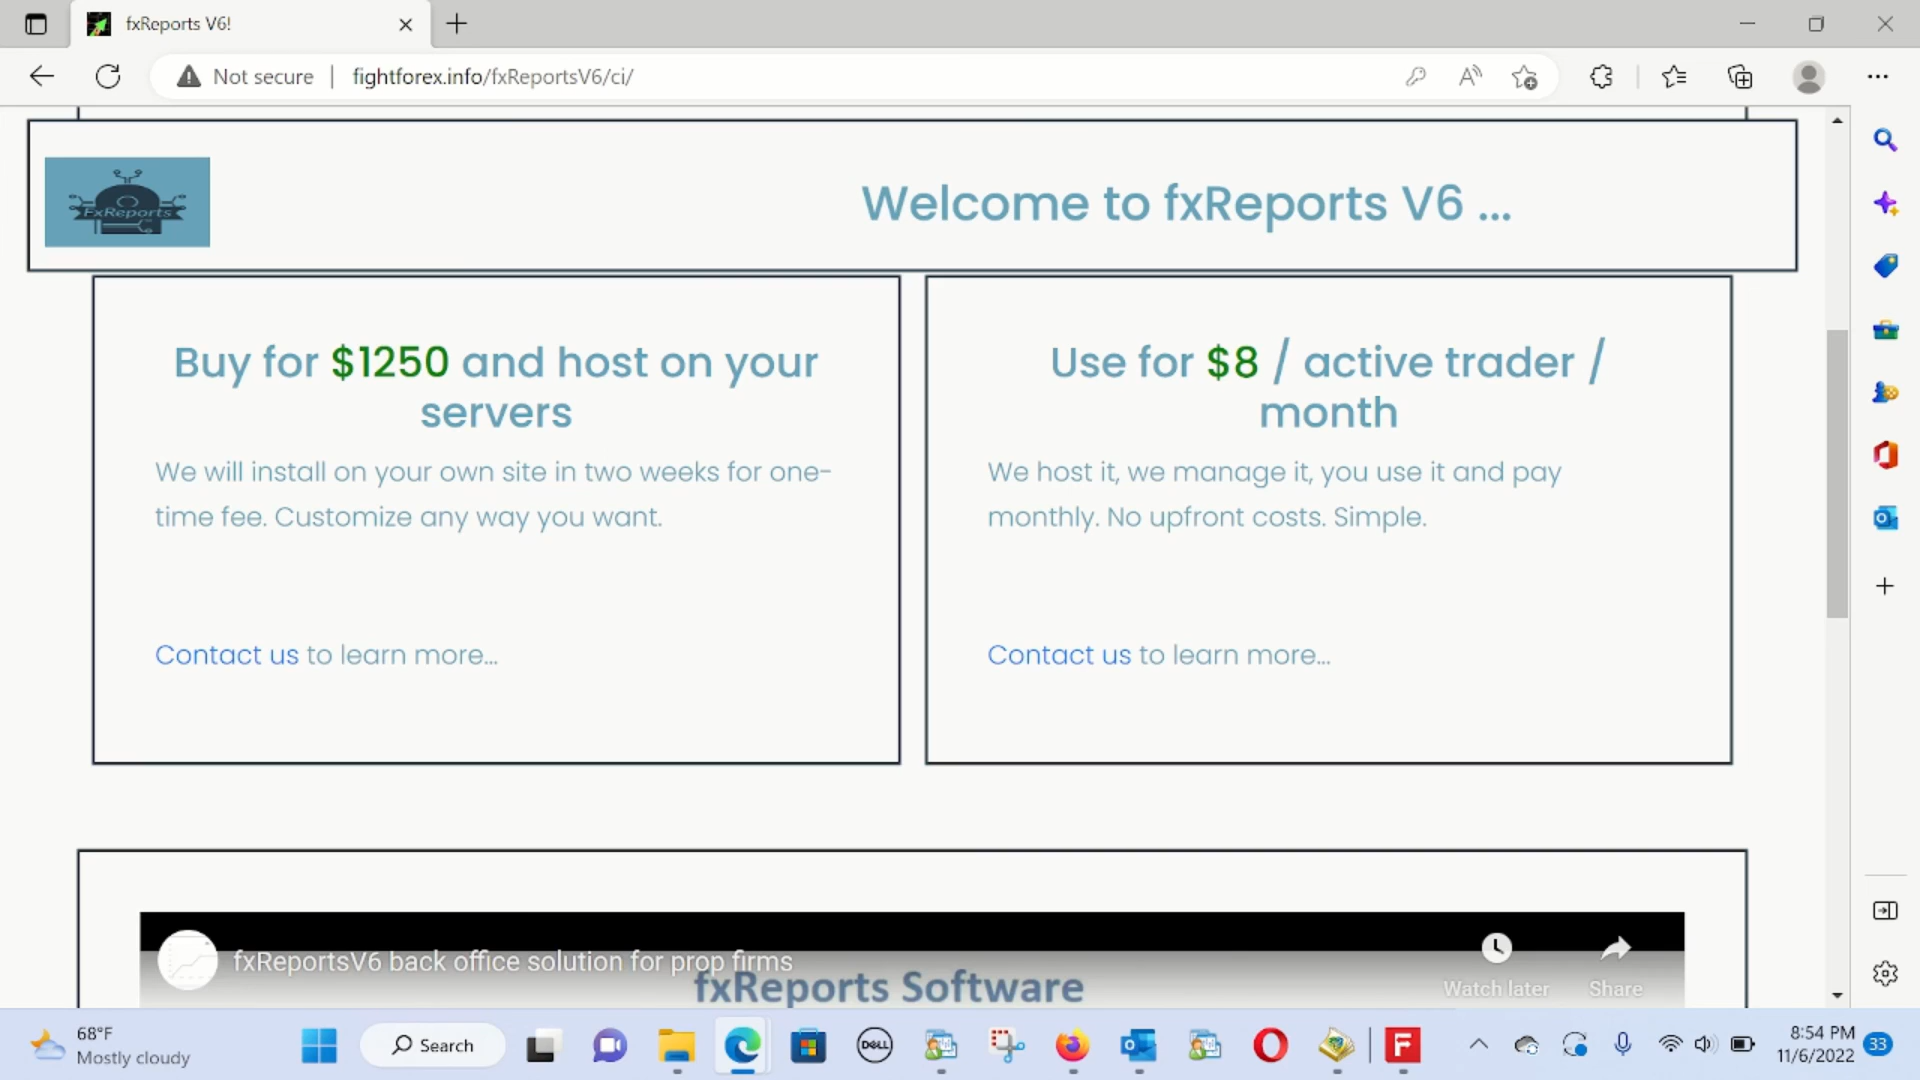 fxReports V6!
Not secure
fightforex.info/fxReportsV6/ci/
FxReports
Welcome to fxReports V6 ...
Buy for $1250 and host on your
servers
We will install on your own site in two weeks for one-
time fee. Customize any way you want.
Contact us to learn more...
Use for $8 / active trader /
month
We host it, we manage it, you use it and pay
monthly. No upfront costs. Simple.
Contact us to learn more...
fxReportsV6 back office solution for prop firms
fxReports Software
Watch later
Share
68°F
Mostly cloudy
Search
DELL
8:54 PM
11/6/2022
33